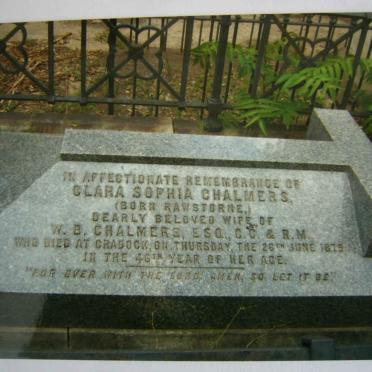 IN AFFECTIONATE REMEMBRANCE OF
CLARA SOPHIA CHALMERS,
(BORN RAWSTORNE,)
DEARLY BELOVED WIFE OF
W. B. CHALMERS, ESQ, C.C & R.M.
WHO DIED AT CRADOCK, ON THURSDAY, THE 26TH JUNE 1879
IN THE 46TH YEAR OF HER AGE.
"FOR EVER WITH THE LORD. AMEN, SO LET IT BE".